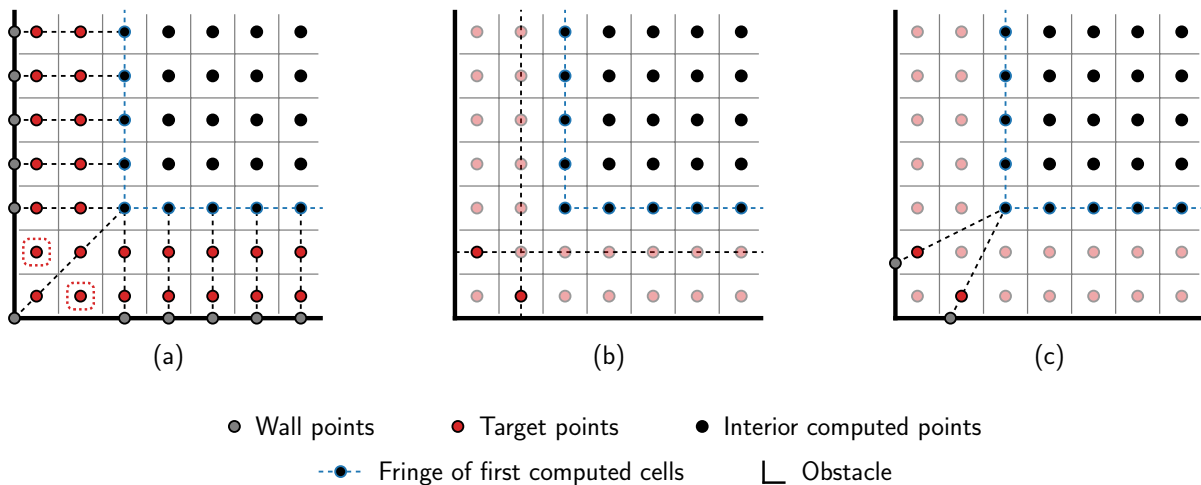 (a) (b) (c)
Wall points Target points Interior computed points
Fringe of first computed cells Obstacle